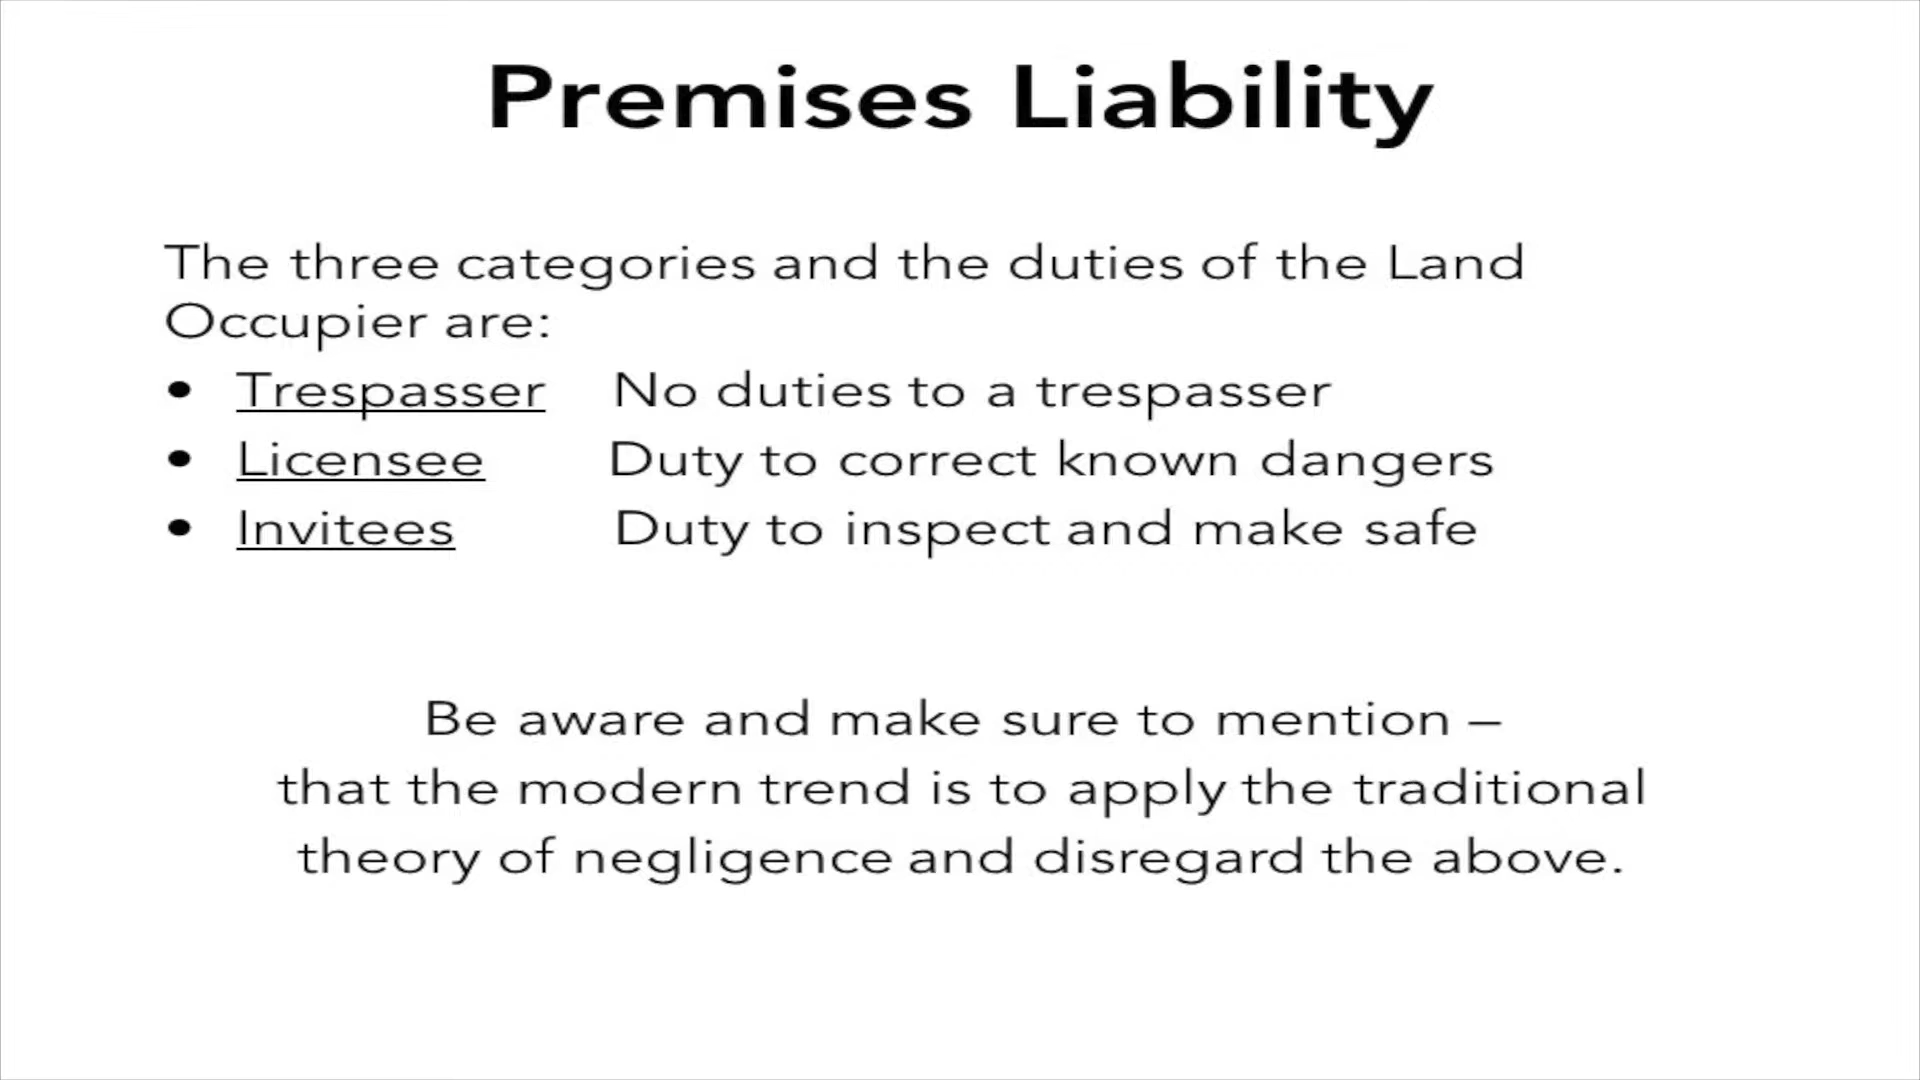 Premises Liability
The three categories and the duties of the Land
Occupier are:
• Trespasser No duties to a trespasser
• Licensee Duty to correct known dangers
• Invitees Duty to inspect and make safe
Be aware and make sure to mention –
that the modern trend is to apply the traditional
theory of negligence and disregard the above.